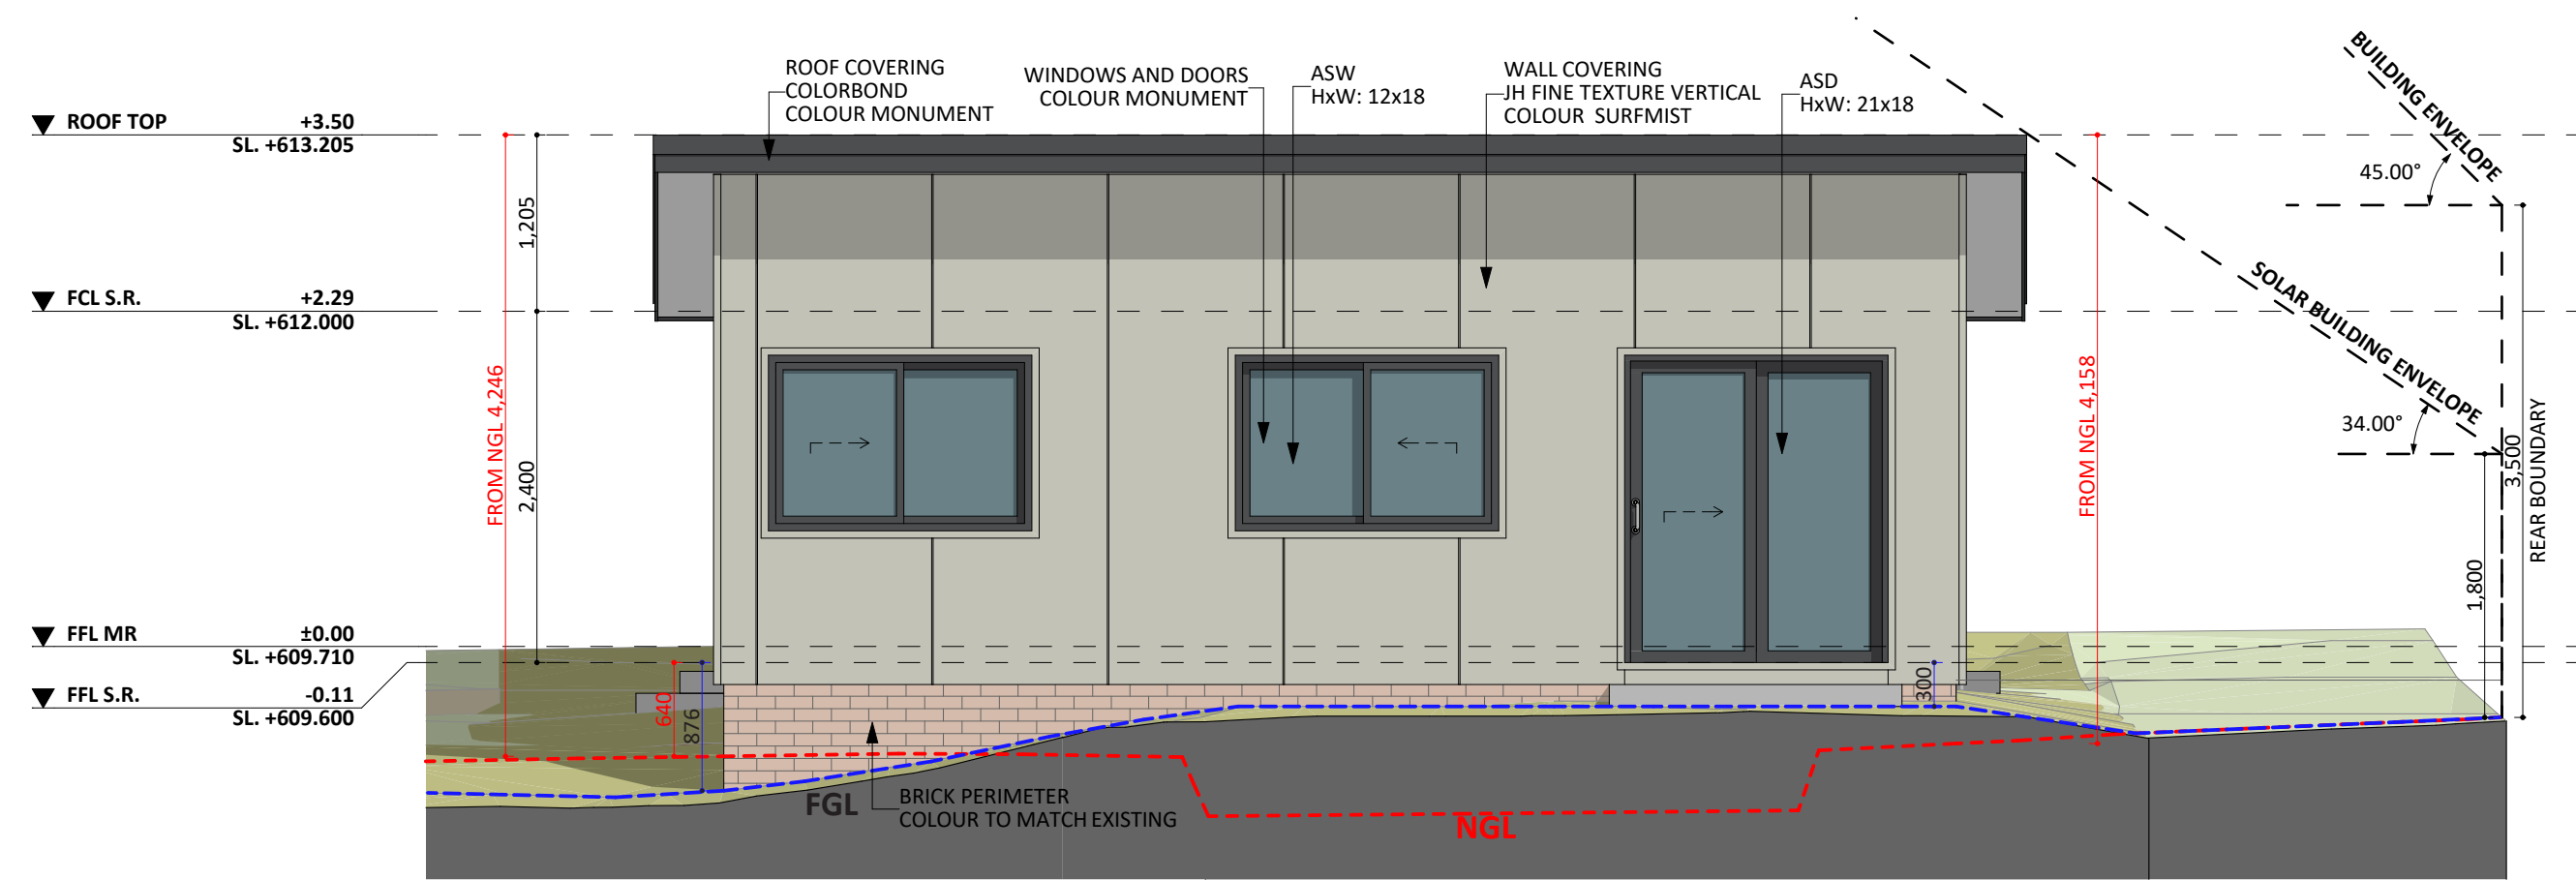 ROOF COVERING
COLORBOND
COLOUR MONUMENT
WINDOWS AND DOORS
COLOUR MONUMENT
ASW
HxW: 12x18
WALL COVERING
JH FINE TEXTURE VERTICAL
COLOUR SURFMIST
ASD
HxW: 21x18
BUILDING ENVELOPE
45.00°
SOLAR BUILDING ENVELOPE
34.00°
ROOF TOP +3.50
SL. +613.205
FCL S.R. +2.29
SL. +612.000
FFL MR ±0.00
SL. +609.710
FFL S.R. -0.11
SL. +609.600
FROM NGL 4,246
1,205
2,400
640
876
300
FROM NGL 4,158
1,800
3,500
REAR BOUNDARY
FGL
BRICK PERIMETER
COLOUR TO MATCH EXISTING
NGL